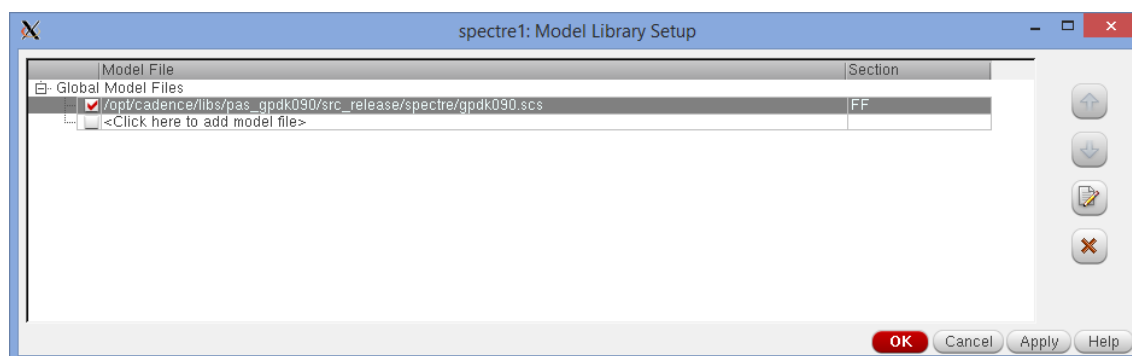 spectre1: Model Library Setup
Model File Section
Global Model Files
/opt/cadence/libs/pas_gpdk090/src_release/spectre/gpdk090.scs FF
<Click here to add model file>
OK Cancel Apply Help